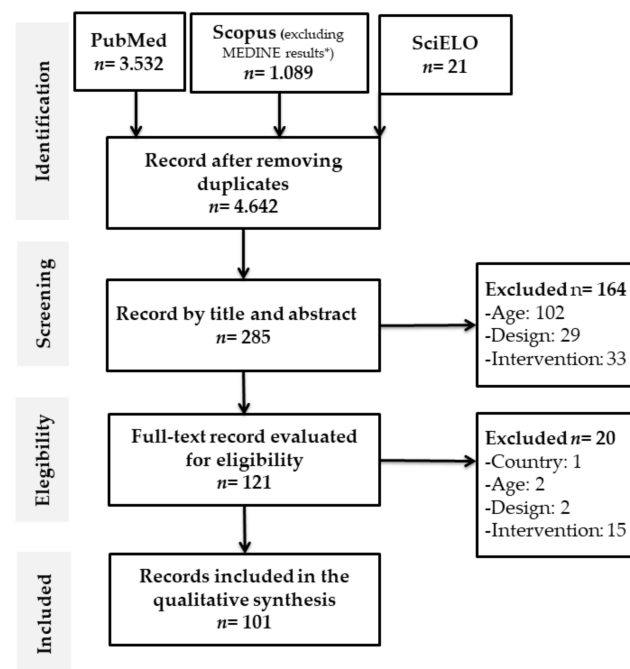 Identification
PubMed
n= 3.532
Scopus (excluding
MEDINE results*)
n= 1.089
SciELO
n= 21
Record after removing
duplicates
n= 4.642
Screening
Record by title and abstract
n= 285
Excluded n= 164
-Age: 102
-Design: 29
-Intervention: 33
Elegibility
Full-text record evaluated
for eligibility
n= 121
Excluded n= 20
-Country: 1
-Age: 2
-Design: 2
-Intervention: 15
Included
Records included in the
qualitative synthesis
n= 101